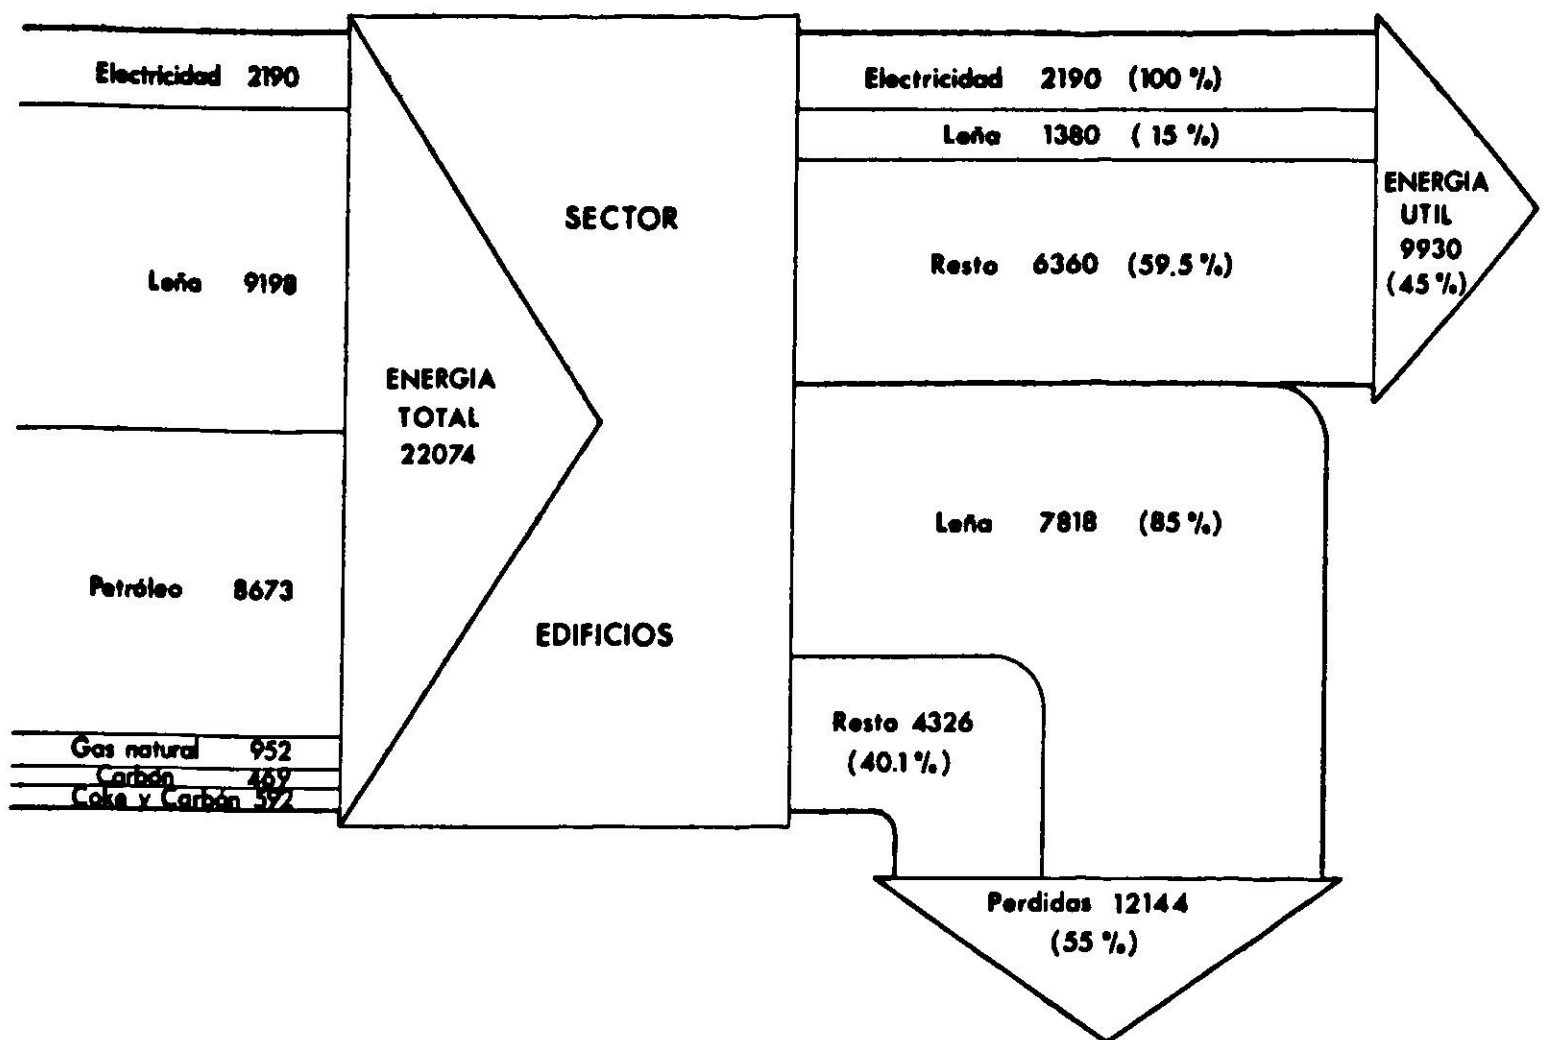 Electricidad 2190
Leña 9198
Petróleo 8673
Gas natural 952
Carbón 469
Coke y Carbón 592
ENERGIA
TOTAL
22074
SECTOR
EDIFICIOS
Electricidad 2190 (100 %)
Leña 1380 ( 15 %)
Resto 6360 (59.5 %)
ENERGIA
UTIL
9930
(45 %)
Leña 7818 (85 %)
Resto 4326
(40.1 %)
Perdidas 12144
(55 %)